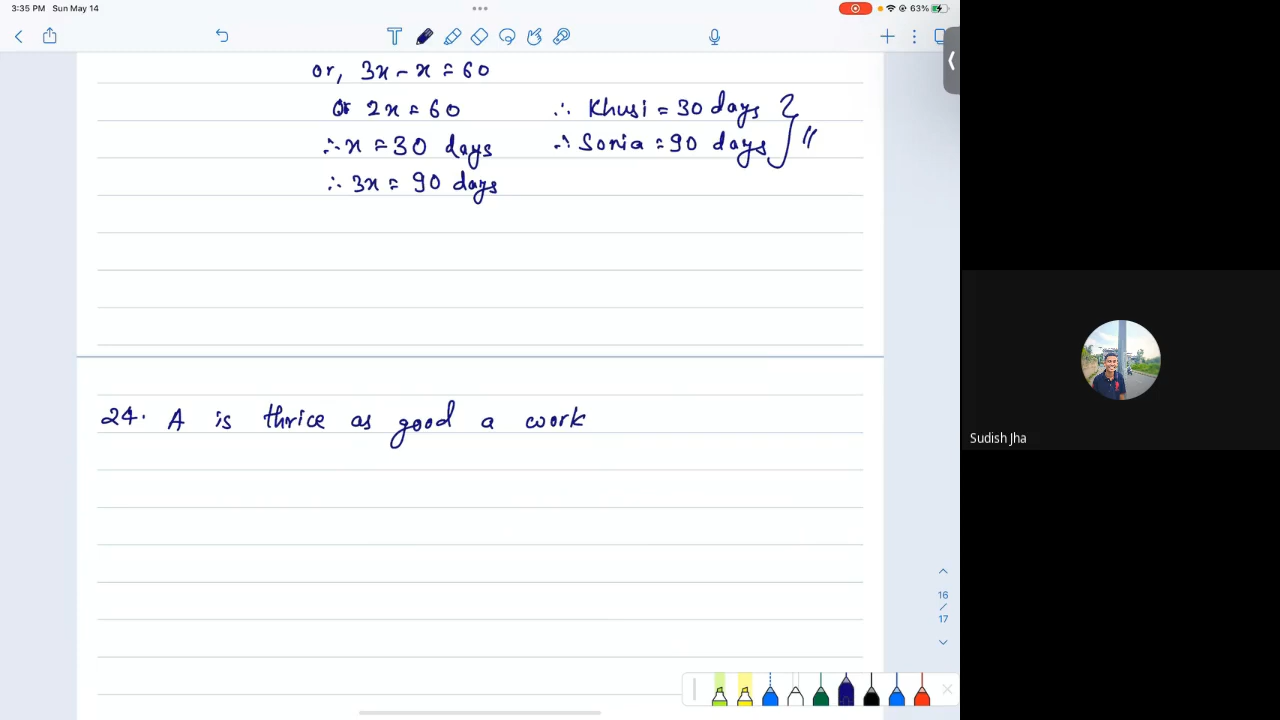 3:35 PM Sun May 14
63%
or, 3x - x = 60
or 2x = 60
∴ Khusi = 30 days
∴ x = 30 days
∴ Sonia = 90 days
∴ 3x = 90 days
24. A is thrice as good a work
Sudish Jha
16
/
17